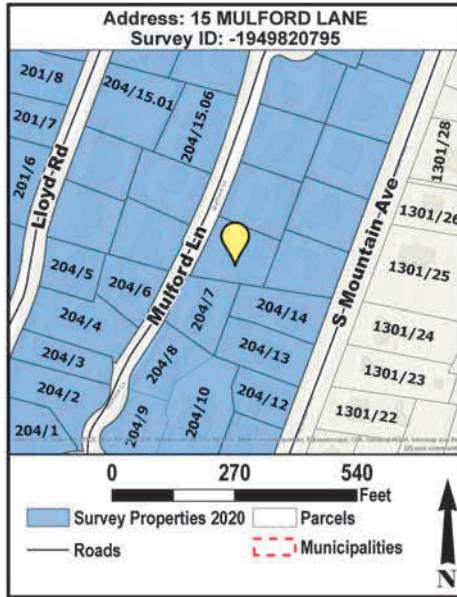 Address: 15 MULFORD LANE
Survey ID: -1949820795
201/8
204/15.01
204/15.06
201/7
201/6
Lloyd Rd
1301/28
1301/26
204/5
204/6
Mulford Ln
204/7
S Mountain Ave
1301/25
204/4
204/14
1301/24
204/3
204/8
204/13
1301/23
204/2
204/12
204/10
1301/22
204/1
204/9
0 270 540
Feet
Survey Properties 2020
Parcels
Roads
Municipalities
N